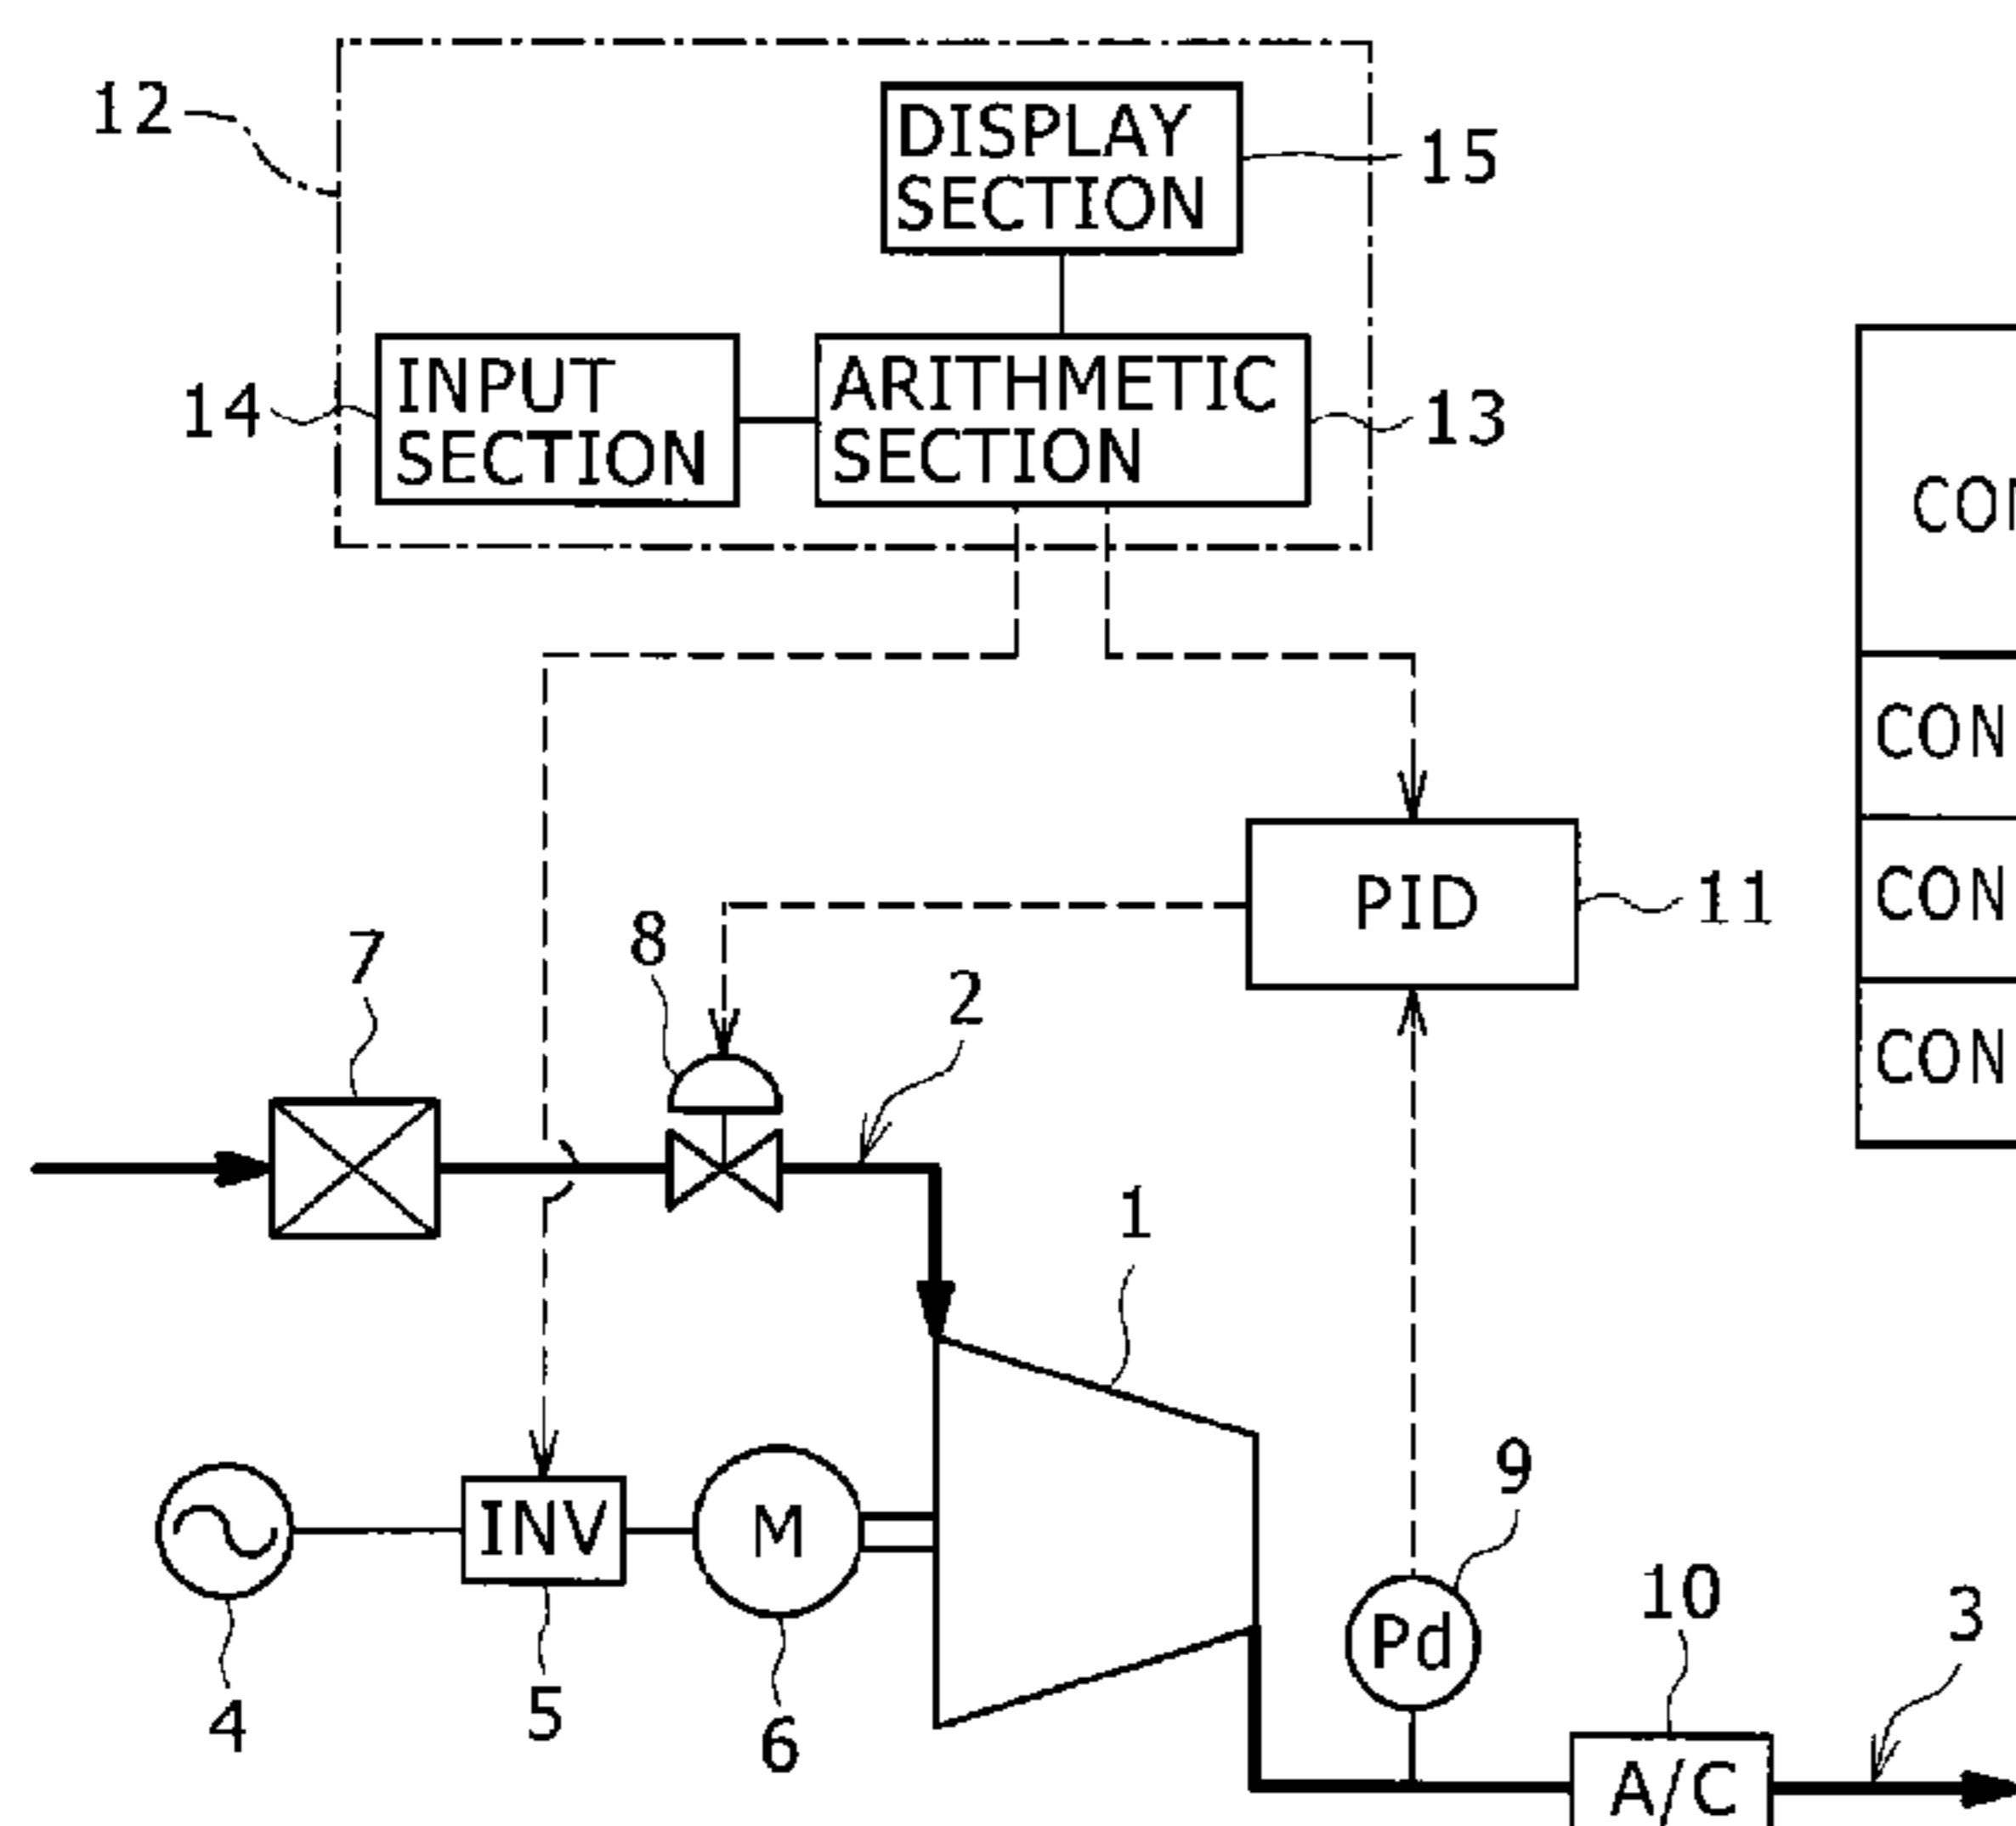 12
DISPLAY
SECTION
15
14
INPUT
SECTION
ARITHMETIC
SECTION
13
PID
11
7
8
2
1
INV
M
4
5
6
Pd
9
10
A/C
3
CON
CON
CON